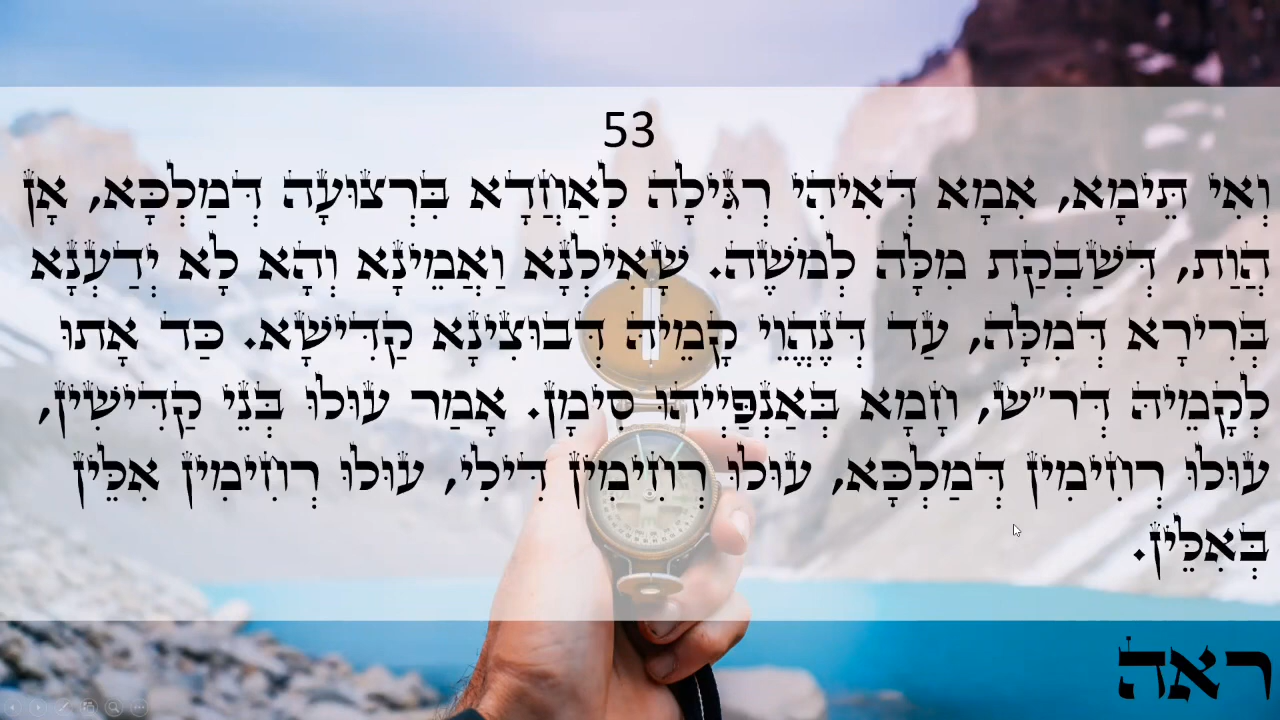 53
וְאִי תֵּימָא, אִמָּא דְּאִיהִי רְגִּילָה לְאַחֲדָא בִּרְצוּעָה דְּמַלְכָּא, אָן
הֲוַת, דְּשַׁבְקַת מִלָּה לְמֹשֶׁה. שָׁאִילְנָא וַאֲמֵינָא וְהָא לָא יְדַעְנָא
בְּרִירָא דְּמִלָּה, עַד דְּנֶהֱוֵי קָמֵיהּ דְּבוּצִינָא קַדִישָׁא. כַּד אָתוּ
לְקָמֵיהּ דְּר״ש, חָמָא בְּאַנְפַּיְיהוּ סִימָן. אָמַר עוּלוּ בְּנֵי קַדִּישִׁין,
עוּלוּ רְחִימִין דְּמַלְכָּא, עוּלוּ רְחִימִין דִּילִי, עוּלוּ רְחִימִין אִלֵּין
בְּאִלֵּין.
ראה